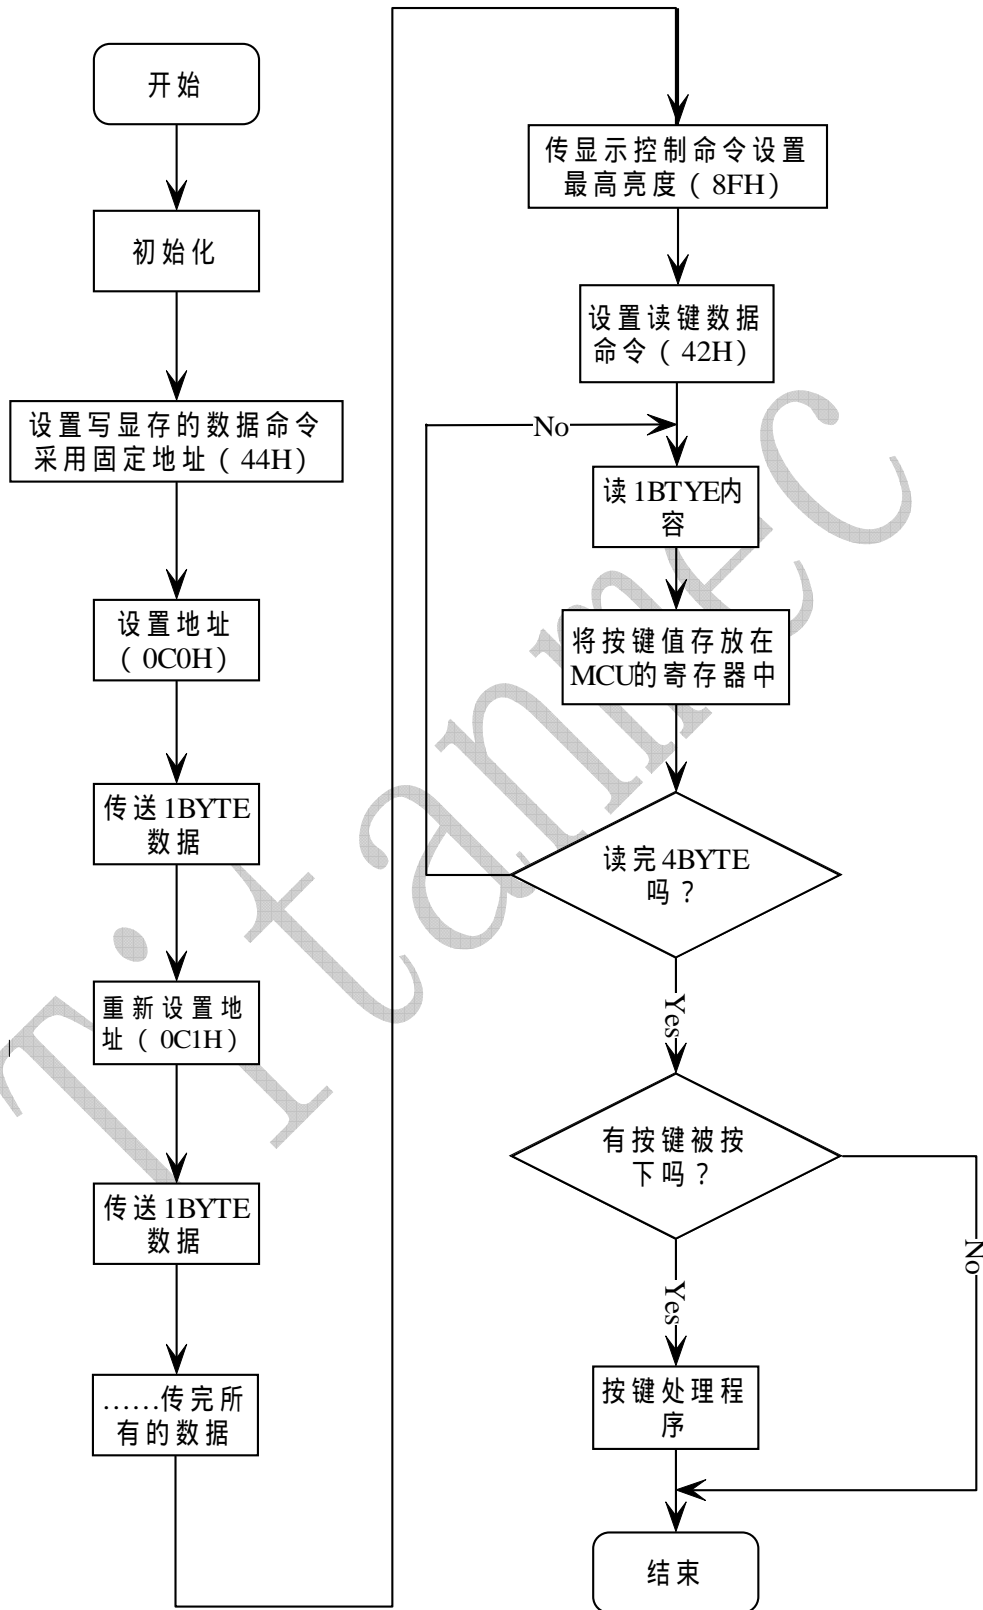 开始
初始化
设置写显存的数据命令
采用固定地址（44H）
设置地址
（0C0H）
传送1BYTE
数据
重新设置地
址（0C1H）
传送1BYTE
数据
……传完所
有的数据
传显示控制命令设置
最高亮度（8FH）
设置读键数据
命令（42H）
No
读1BTYE内
容
将按键值存放在
MCU的寄存器中
读完4BYTE
吗？
Yes
有按键被按
下吗？
No
Yes
按键处理程
序
结束
Titanmec